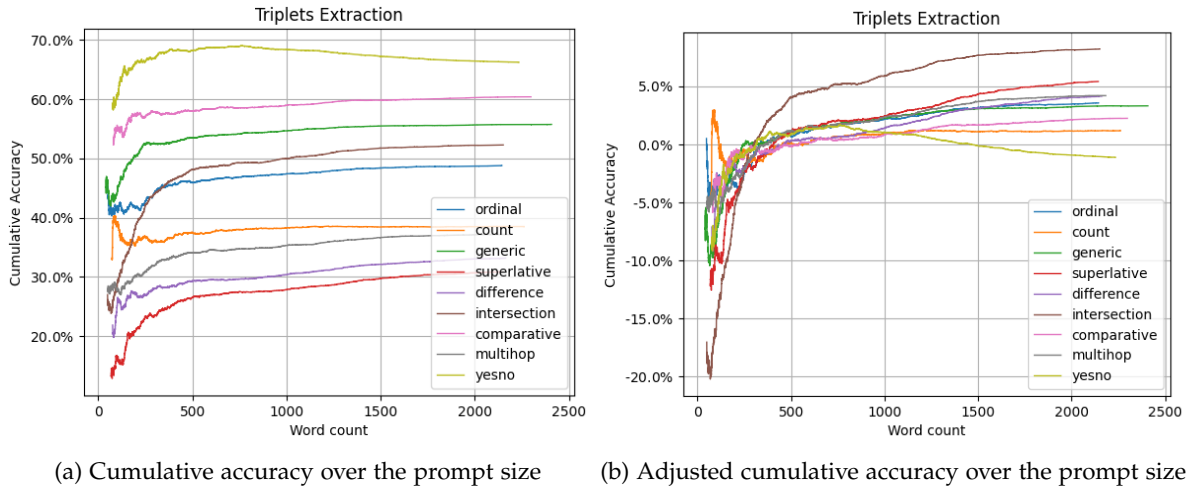 Triplets Extraction
70.0%
60.0%
50.0%
40.0%
30.0%
20.0%
Cumulative Accuracy
0
500
1000
1500
2000
2500
Word count
ordinal
count
generic
superlative
difference
intersection
comparative
multihop
yesno
(a) Cumulative accuracy over the prompt size
Triplets Extraction
5.0%
0.0%
-5.0%
-10.0%
-15.0%
-20.0%
Cumulative Accuracy
0
500
1000
1500
2000
2500
Word count
ordinal
count
generic
superlative
difference
intersection
comparative
multihop
yesno
(b) Adjusted cumulative accuracy over the prompt size